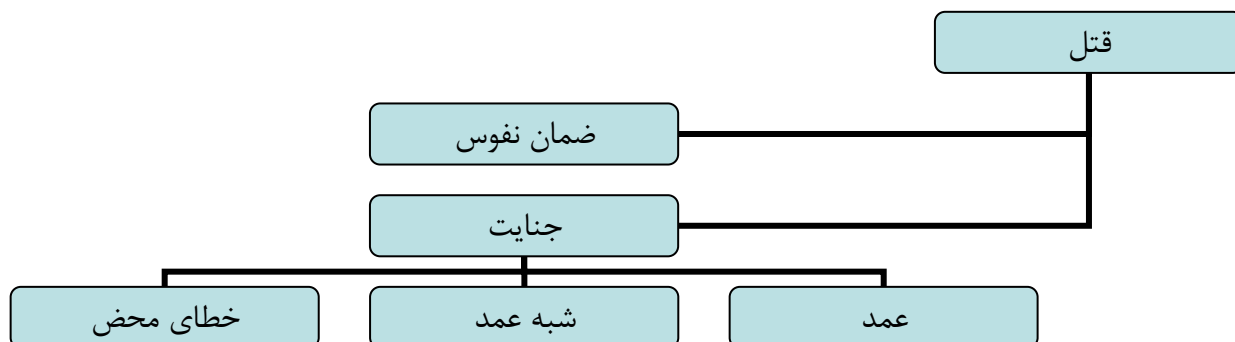 قتل
ضمان نفوس
جنایت
عمد
شبه عمد
خطای محض